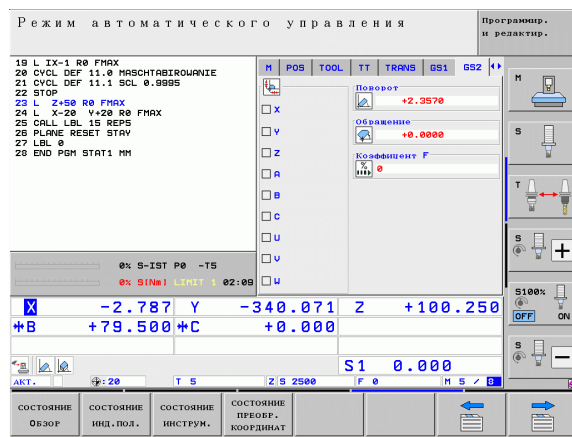 Режим автоматического управления
Программир.
и редактир.
19 L IX-1 R0 FMAX
20 CYCL DEF 11.0 MASCHTABIROWANIE
21 CYCL DEF 11.1 SCL 0.9995
22 STOP
23 L Z+50 R0 FMAX
24 L X-20 Y+20 R0 FMAX
25 CALL LBL 15 REP5
26 PLANE RESET STAY
27 LBL 0
28 END PGM STAT1 MM
M POS TOOL TT TRANS GS1 GS2
X
Y
Z
A
B
C
U
V
W
Поворот
+2.3570
Обращение
+0.0000
Коэффициент F
%
0
0% S-IST P0 -T5
0% S[Nm] LIMIT 1 02:09
X -2.787 Y -340.071 Z +100.250
B +79.500 C +0.000
S1 0.000
АКТ. : 20 T 5 Z S 2500 F 0 M 5 / 8
M
S
T
S
+
S100%
OFF ON
S
−
СОСТОЯНИЕ
ОБЗОР
СОСТОЯНИЕ
ИНД.ПОЛ.
СОСТОЯНИЕ
ИНСТРУМ.
СОСТОЯНИЕ
ПРЕОБР.
КООРДИНАТ